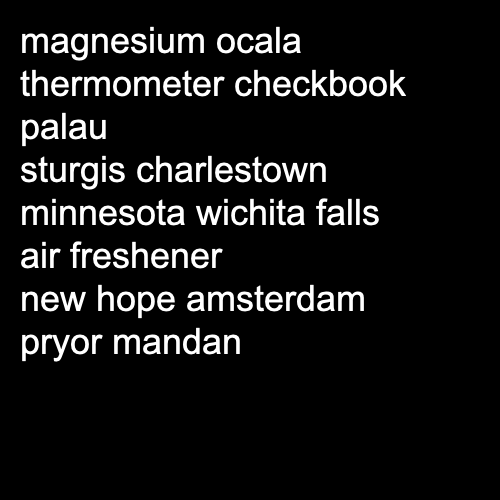 magnesium ocala
thermometer checkbook
palau
sturgis charlestown
minnesota wichita falls
air freshener
new hope amsterdam
pryor mandan